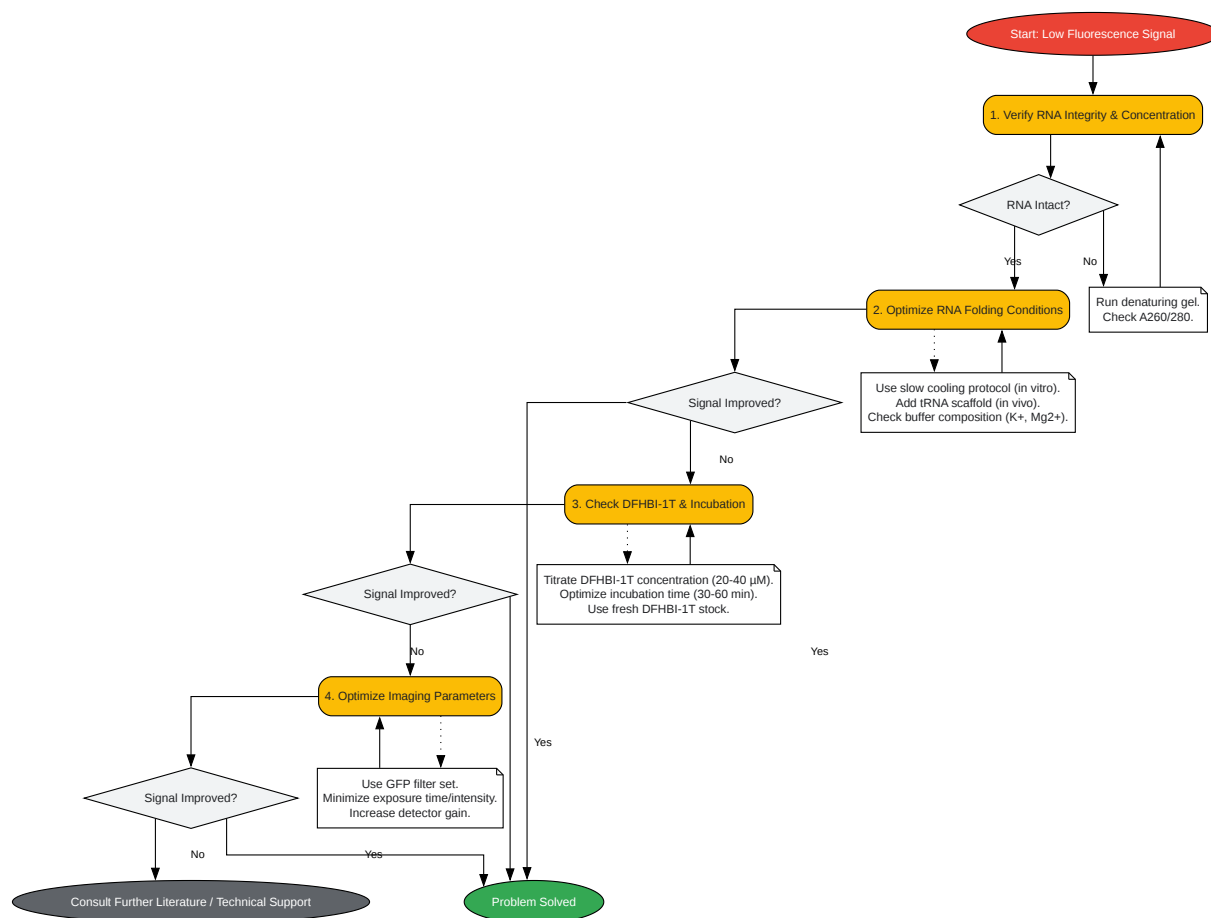 Start: Low Fluorescence Signal
1. Verify RNA Integrity & Concentration
RNA Intact?
Yes
No
2. Optimize RNA Folding Conditions
Run denaturing gel.
Check A260/280.
Signal Improved?
Use slow cooling protocol (in vitro).
Add tRNA scaffold (in vivo).
Check buffer composition (K+, Mg2+).
No
3. Check DFHBI-1T & Incubation
Signal Improved?
Titrate DFHBI-1T concentration (20-40 µM).
Optimize incubation time (30-60 min).
Use fresh DFHBI-1T stock.
No
Yes
4. Optimize Imaging Parameters
Yes
Signal Improved?
Use GFP filter set.
Minimize exposure time/intensity.
Increase detector gain.
No
Yes
Consult Further Literature / Technical Support
Problem Solved